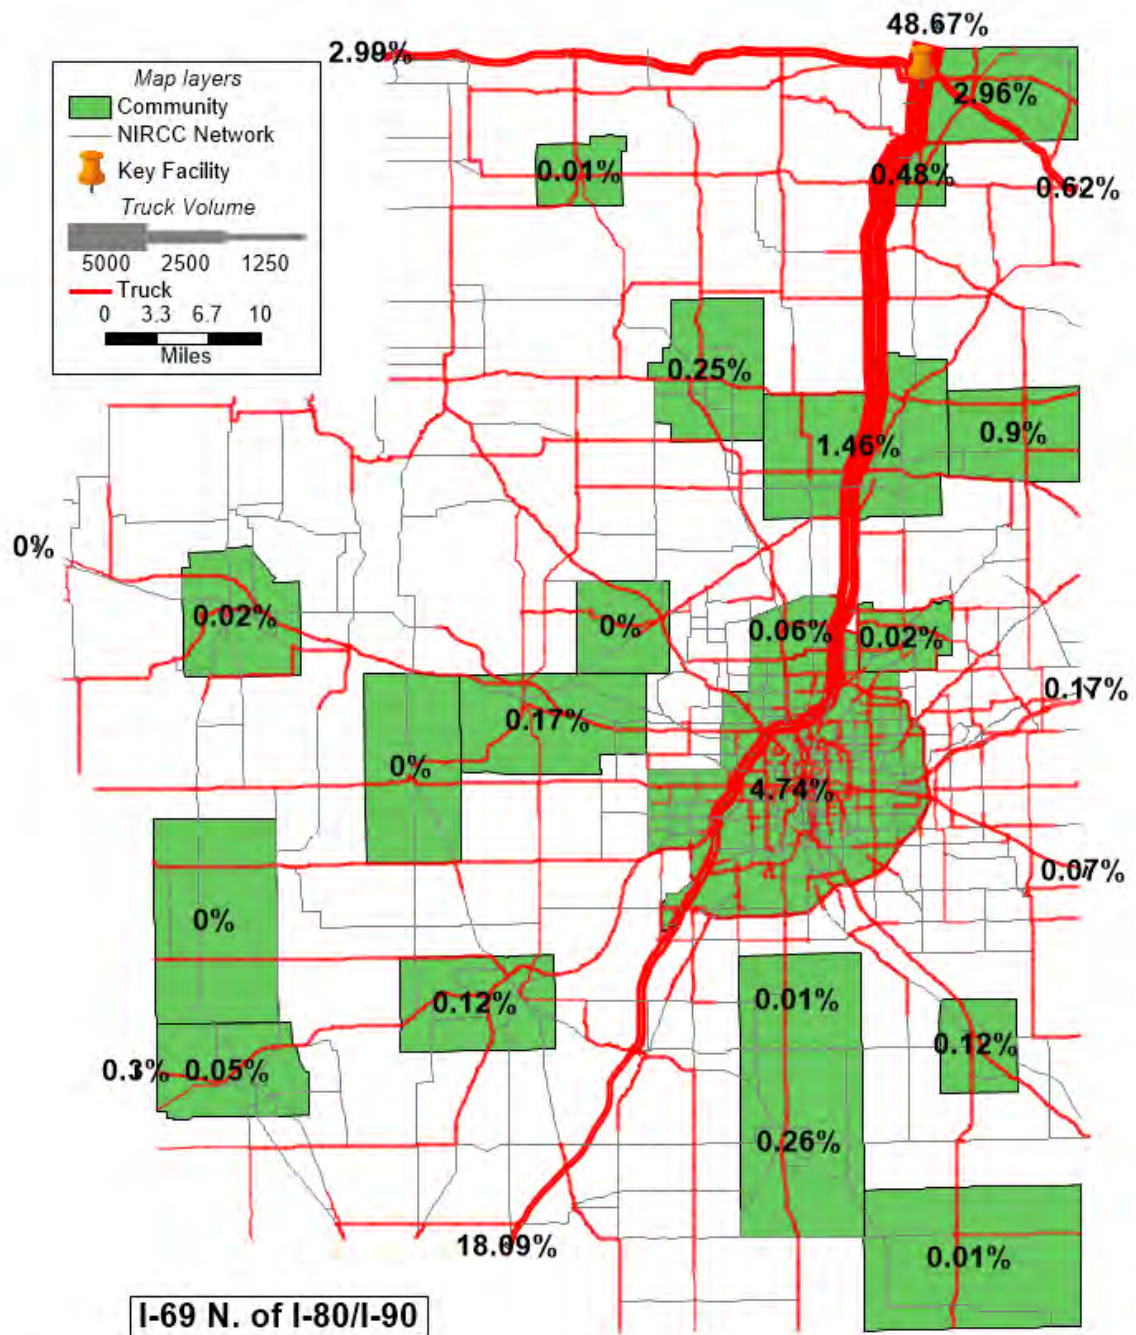 48.67%
2.99%
Map layers
Community
NIRCC Network
Key Facility
Truck Volume
5000 2500 1250
Truck
0 3.3 6.7 10
Miles
2.96%
0.01%
0.48%
0.62%
0.25%
1.46%
0.9%
0%
0.02%
0%
0.06%
0.02%
0.17%
0.17%
0%
4.74%
0.07%
0%
0.12%
0.01%
0.12%
0.3%
0.05%
0.26%
18.09%
0.01%
I-69 N. of I-80/I-90